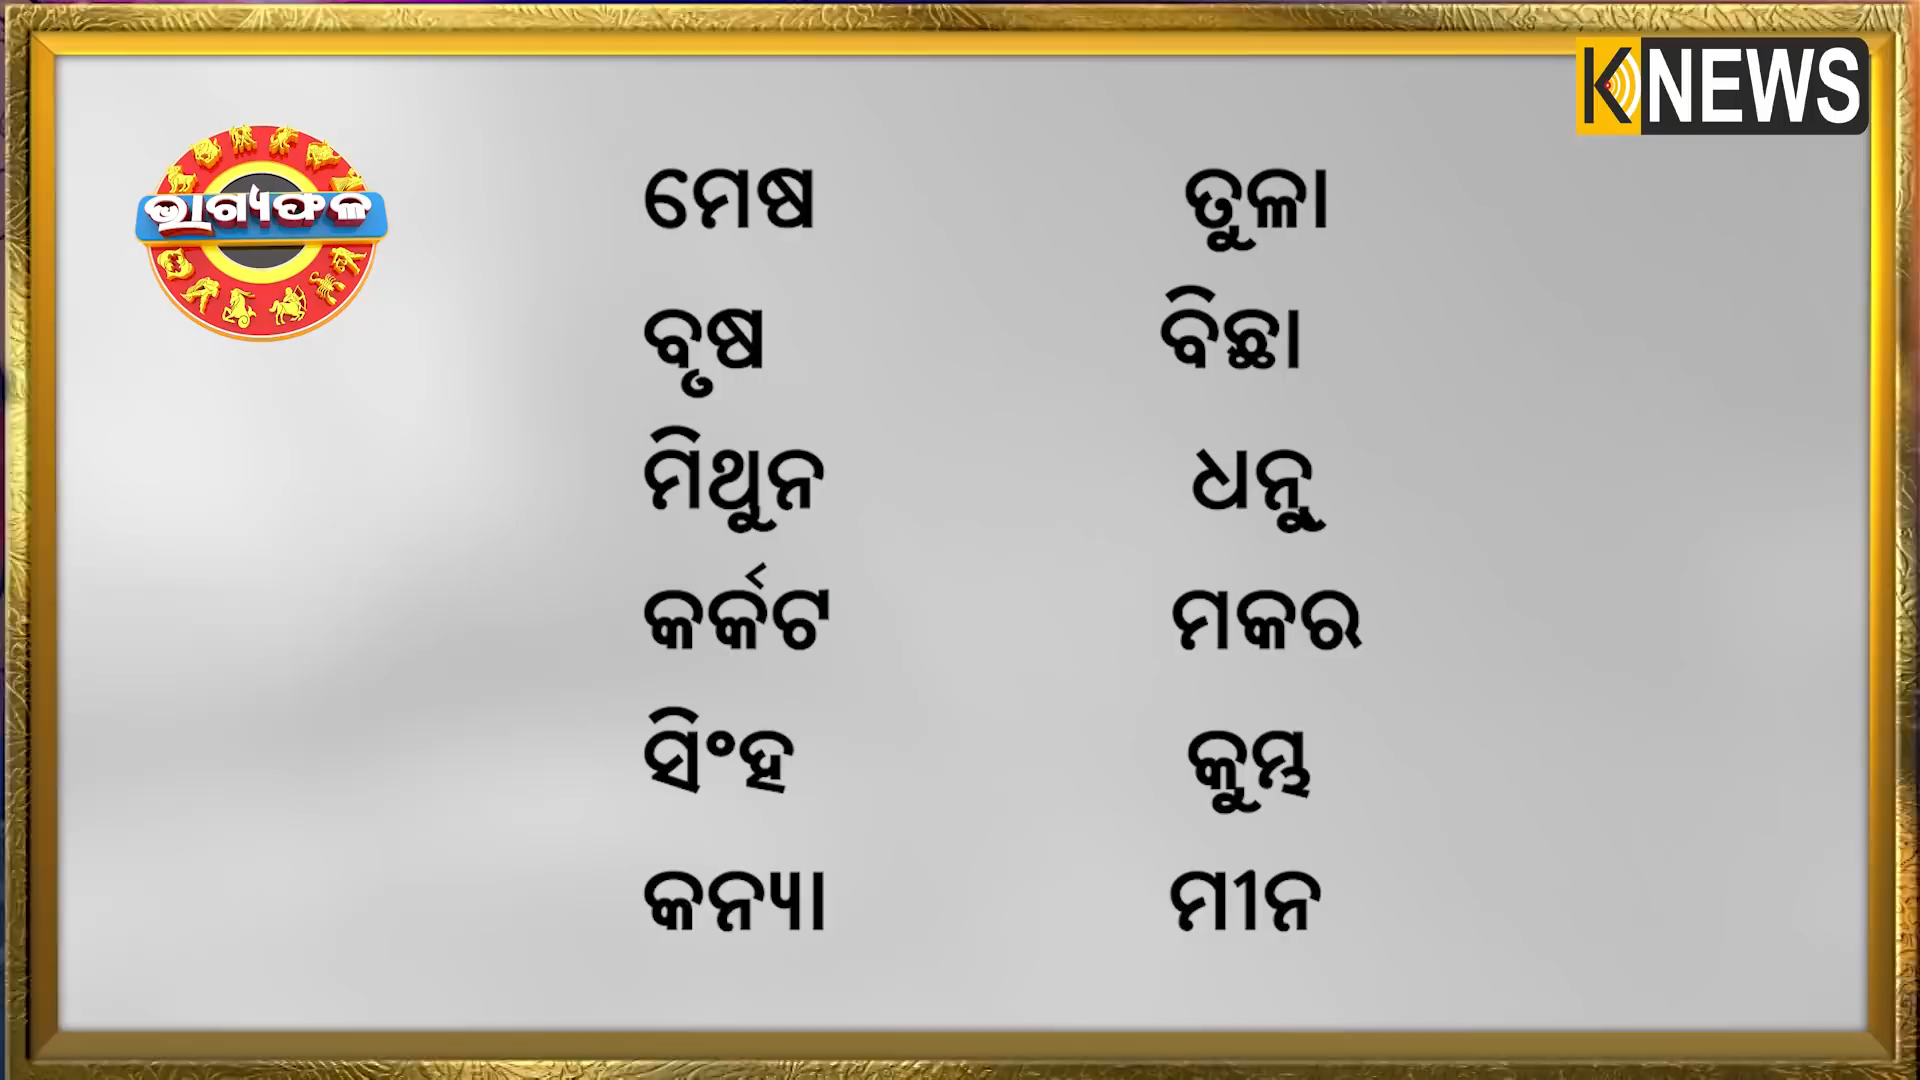 KNEWS
ଭାଗ୍ୟଫଳ
ମେଷ ତୁଳା
ବୃଷ ବିଛା
ମିଥୁନ ଧନୁ
କର୍କଟ ମକର
ସିଂହ କୁମ୍ଭ
କନ୍ୟା ମୀନ